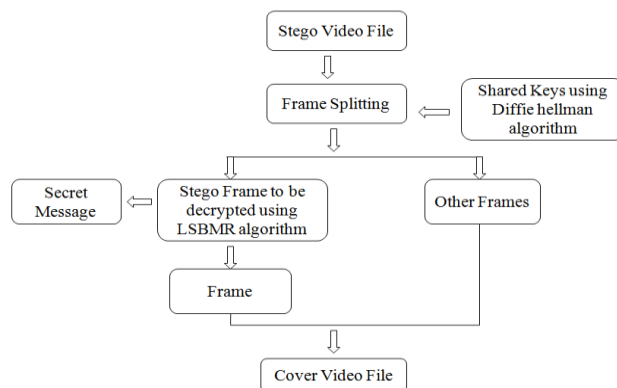 Stego Video File
Frame Splitting
Shared Keys using
Diffie hellman
algorithm
Secret
Message
Stego Frame to be
decrypted using
LSBMR algorithm
Other Frames
Frame
Cover Video File